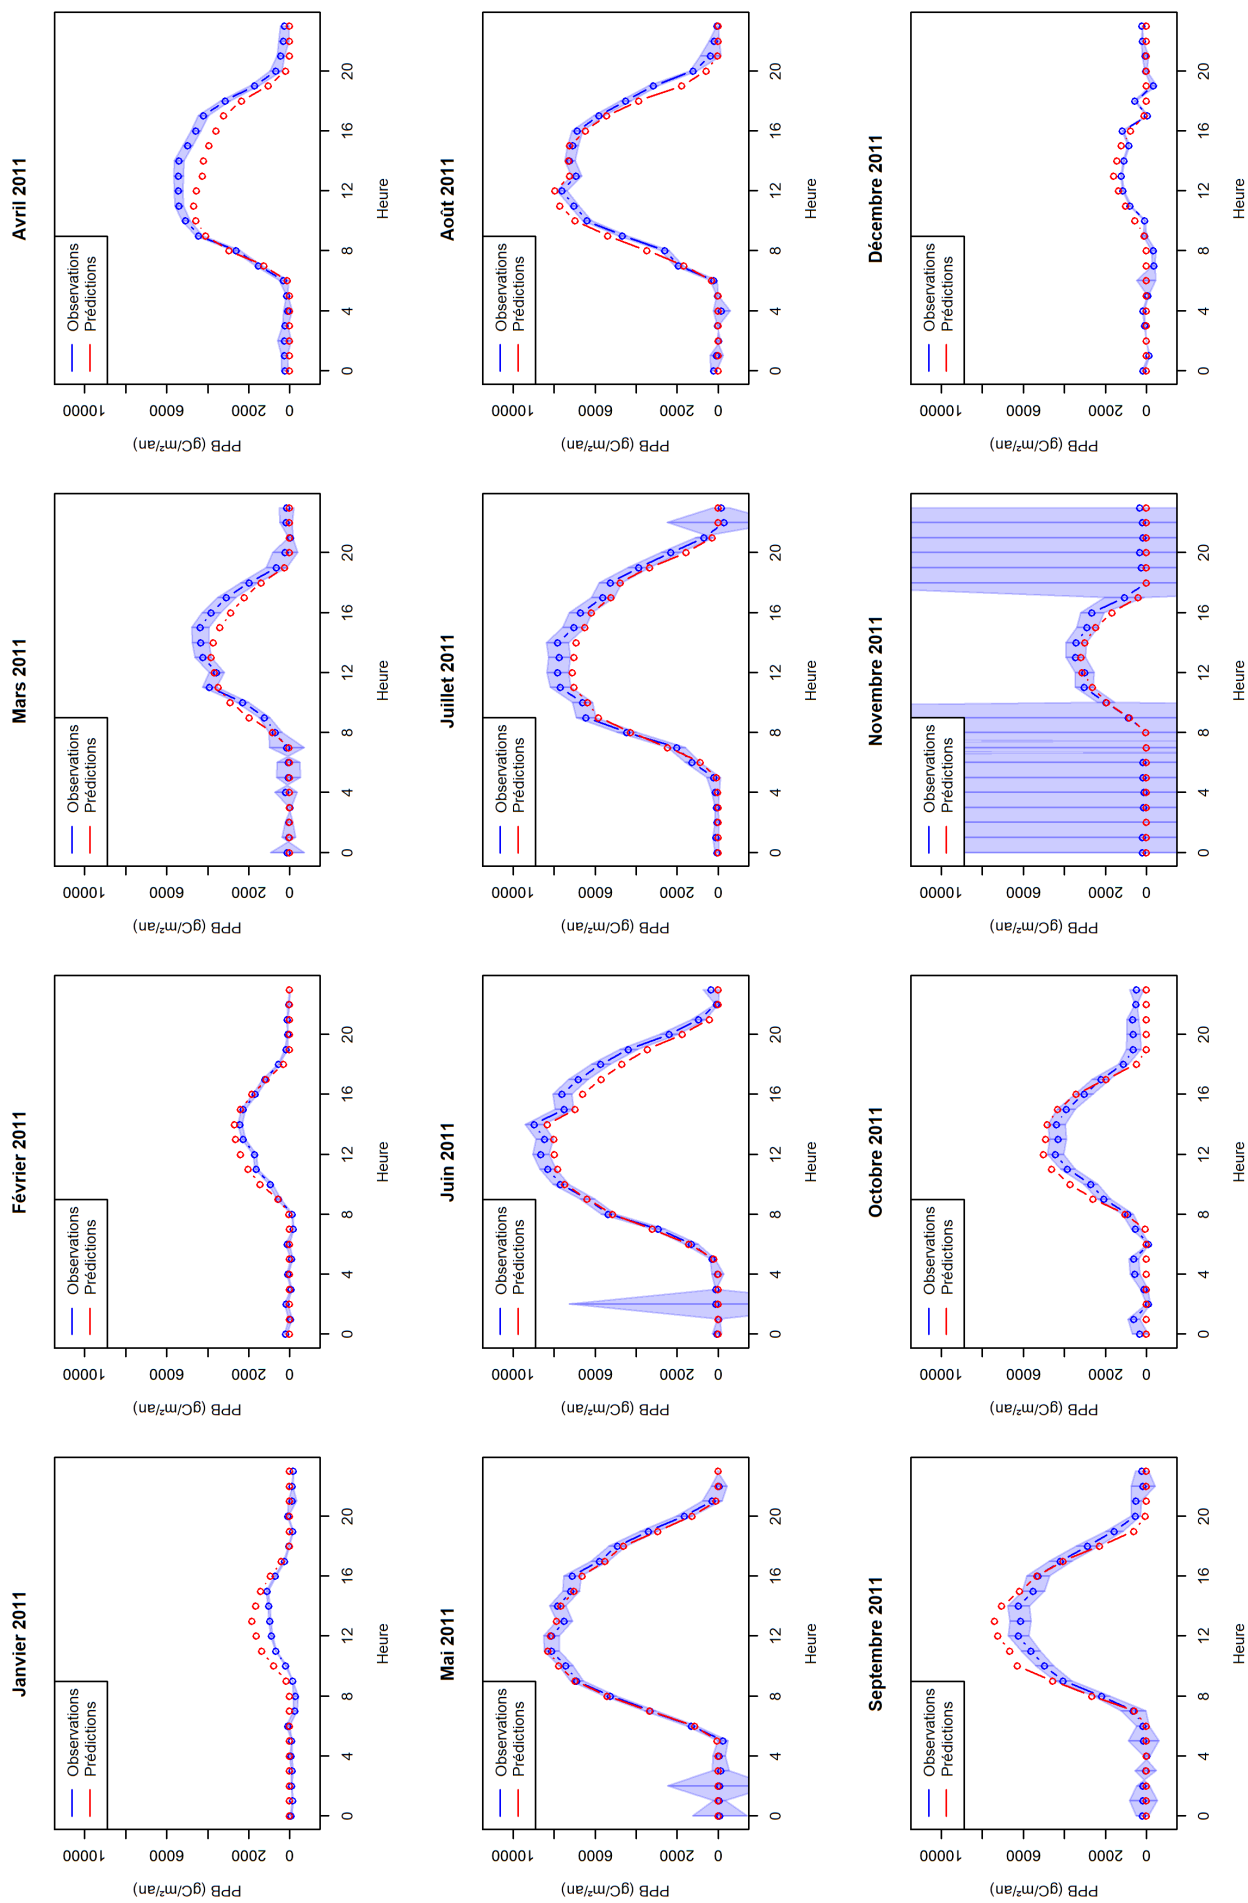 Janvier 2011
Observations
Prédictions
PPB (gC/m²/an)
10000
6000
2000
0
0 4 8 12 16 20
Heure
Février 2011
Observations
Prédictions
PPB (gC/m²/an)
10000
6000
2000
0
0 4 8 12 16 20
Heure
Mars 2011
Observations
Prédictions
PPB (gC/m²/an)
10000
6000
2000
0
0 4 8 12 16 20
Heure
Avril 2011
Observations
Prédictions
PPB (gC/m²/an)
10000
6000
2000
0
0 4 8 12 16 20
Heure
Mai 2011
Observations
Prédictions
PPB (gC/m²/an)
10000
6000
2000
0
0 4 8 12 16 20
Heure
Juin 2011
Observations
Prédictions
PPB (gC/m²/an)
10000
6000
2000
0
0 4 8 12 16 20
Heure
Juillet 2011
Observations
Prédictions
PPB (gC/m²/an)
10000
6000
2000
0
0 4 8 12 16 20
Heure
Août 2011
Observations
Prédictions
PPB (gC/m²/an)
10000
6000
2000
0
0 4 8 12 16 20
Heure
Septembre 2011
Observations
Prédictions
PPB (gC/m²/an)
10000
6000
2000
0
0 4 8 12 16 20
Heure
Octobre 2011
Observations
Prédictions
PPB (gC/m²/an)
10000
6000
2000
0
0 4 8 12 16 20
Heure
Novembre 2011
Observations
Prédictions
PPB (gC/m²/an)
10000
6000
2000
0
0 4 8 12 16 20
Heure
Décembre 2011
Observations
Prédictions
PPB (gC/m²/an)
10000
6000
2000
0
0 4 8 12 16 20
Heure